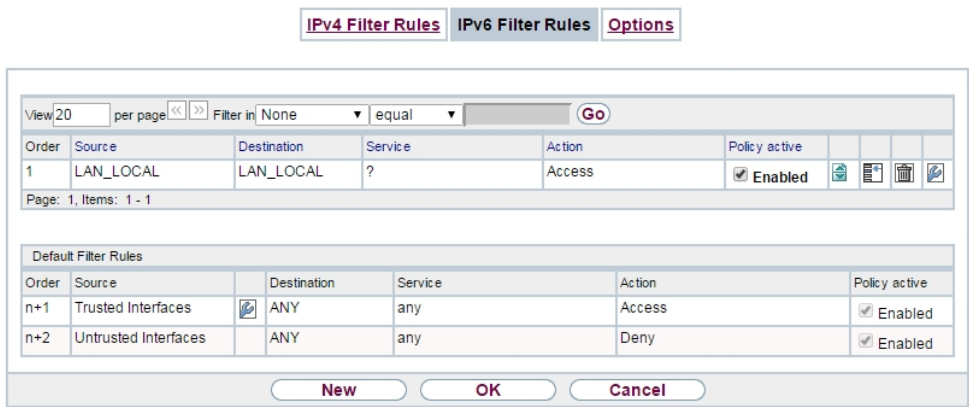 IPv4 Filter Rules IPv6 Filter Rules Options
View 20 per page << >> Filter in None equal Go
Order Source Destination Service Action Policy active
1 LAN_LOCAL LAN_LOCAL ? Access Enabled
Page: 1, Items: 1 - 1
Default Filter Rules
Order Source Destination Service Action Policy active
n+1 Trusted Interfaces ANY any Access Enabled
n+2 Untrusted Interfaces ANY any Deny Enabled
New OK Cancel